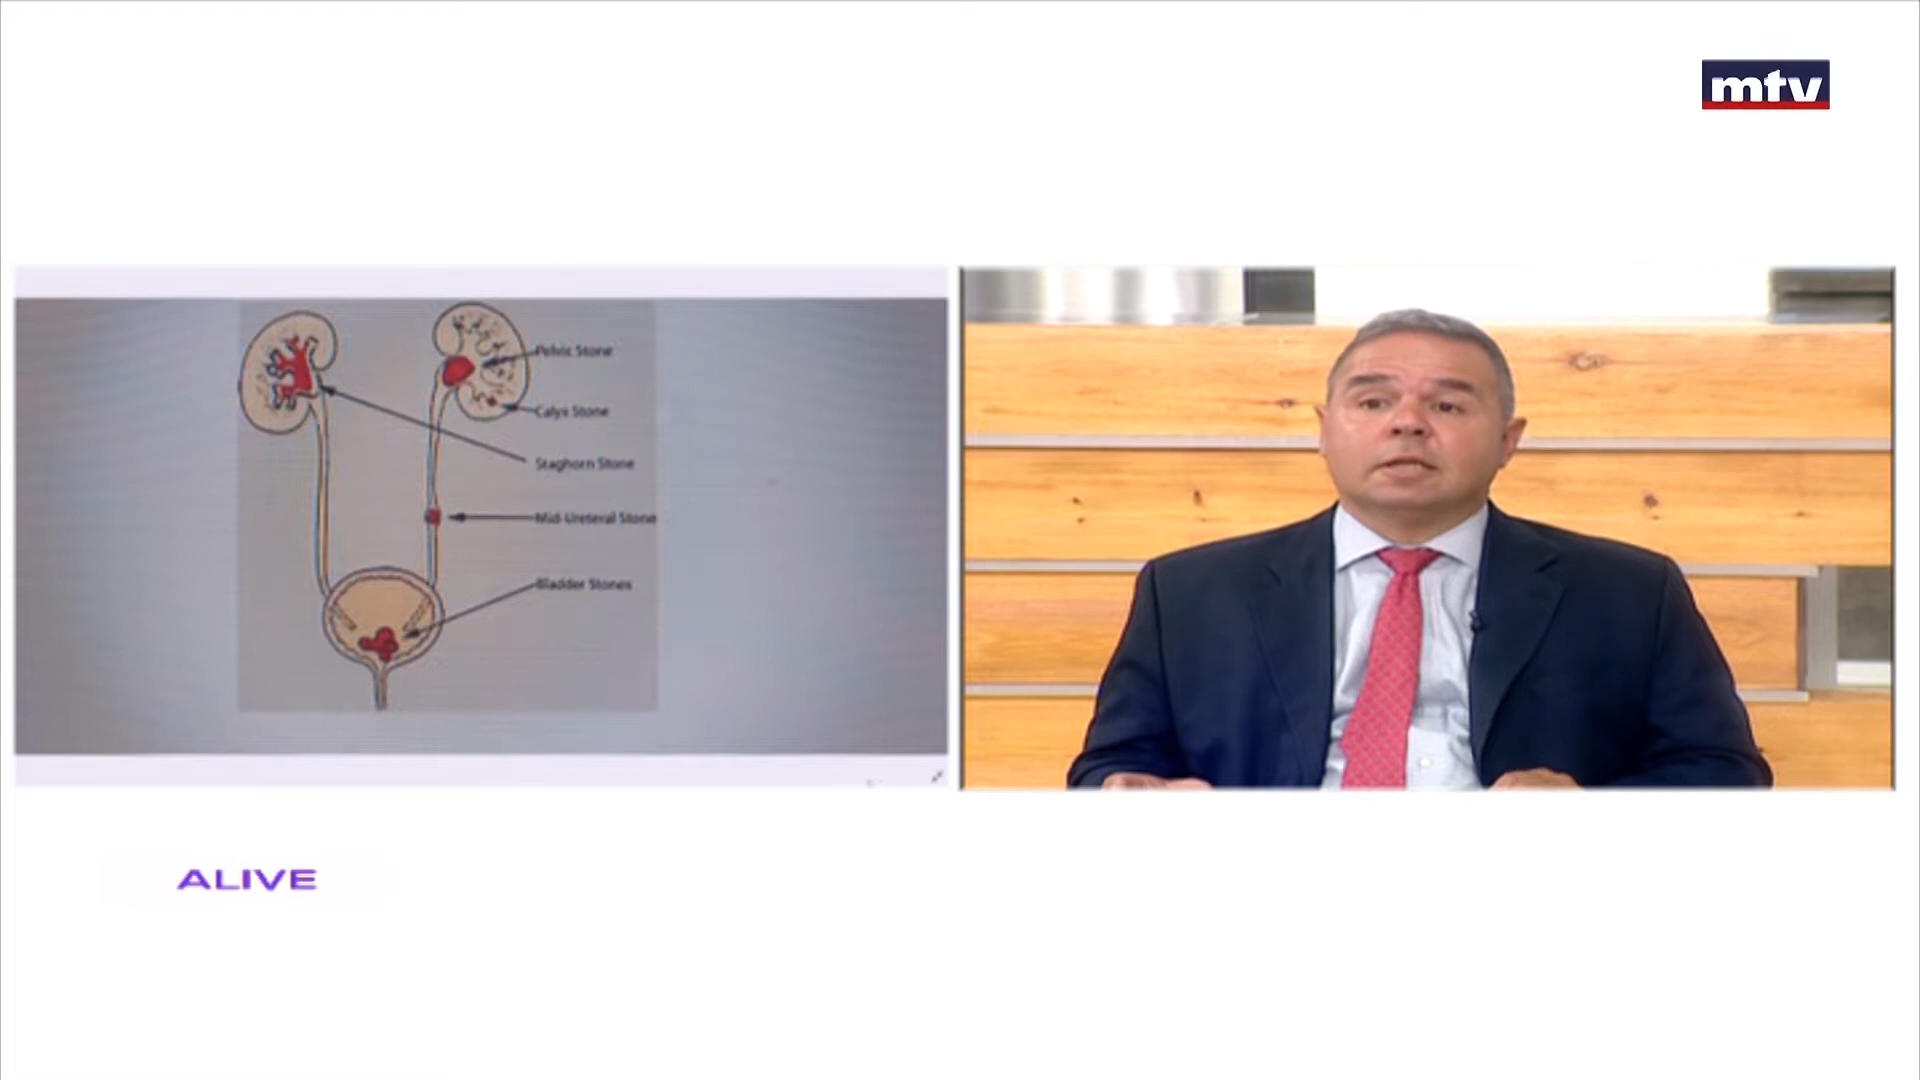 mtv
Pelvic Stone
Calyx Stone
Staghorn Stone
Mid-Ureteral Stone
Bladder Stones
ALIVE